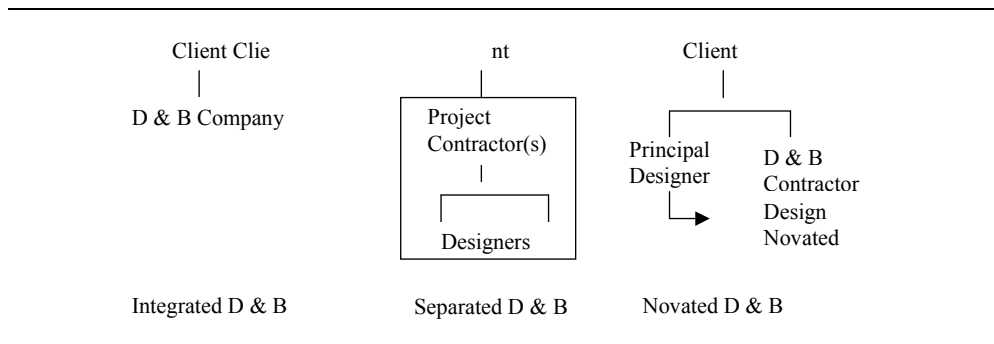 Client Clie nt Client
D & B Company
Project
Contractor(s)
Designers
Principal
Designer
D & B
Contractor
Design
Novated
Integrated D & B Separated D & B Novated D & B